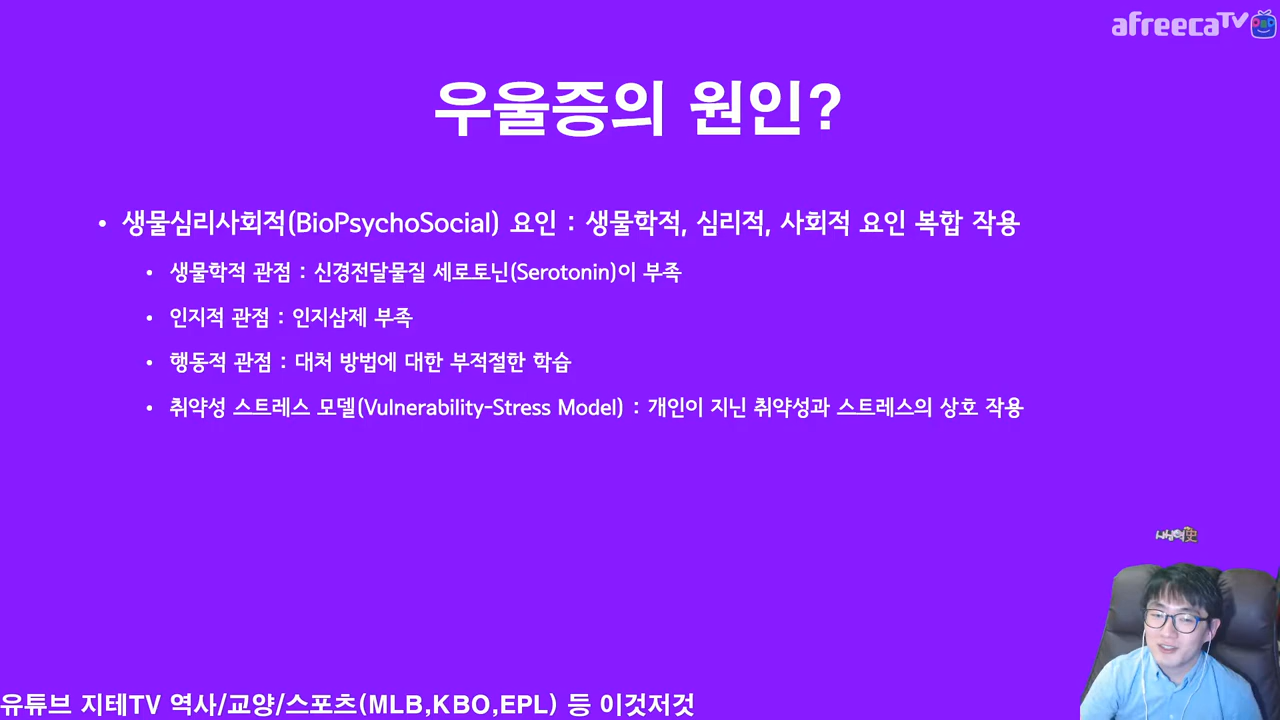 afreecaTV
우울증의 원인?
• 생물심리사회적(BioPsychoSocial) 요인 : 생물학적, 심리적, 사회적 요인 복합 작용
• 생물학적 관점 : 신경전달물질 세로토닌(Serotonin)이 부족
• 인지적 관점 : 인지삼제 부족
• 행동적 관점 : 대처 방법에 대한 부적절한 학습
• 취약성 스트레스 모델(Vulnerability-Stress Model) : 개인이 지닌 취약성과 스트레스의 상호 작용
유튜브 지테TV 역사/교양/스포츠(MLB,KBO,EPL) 등 이것저것